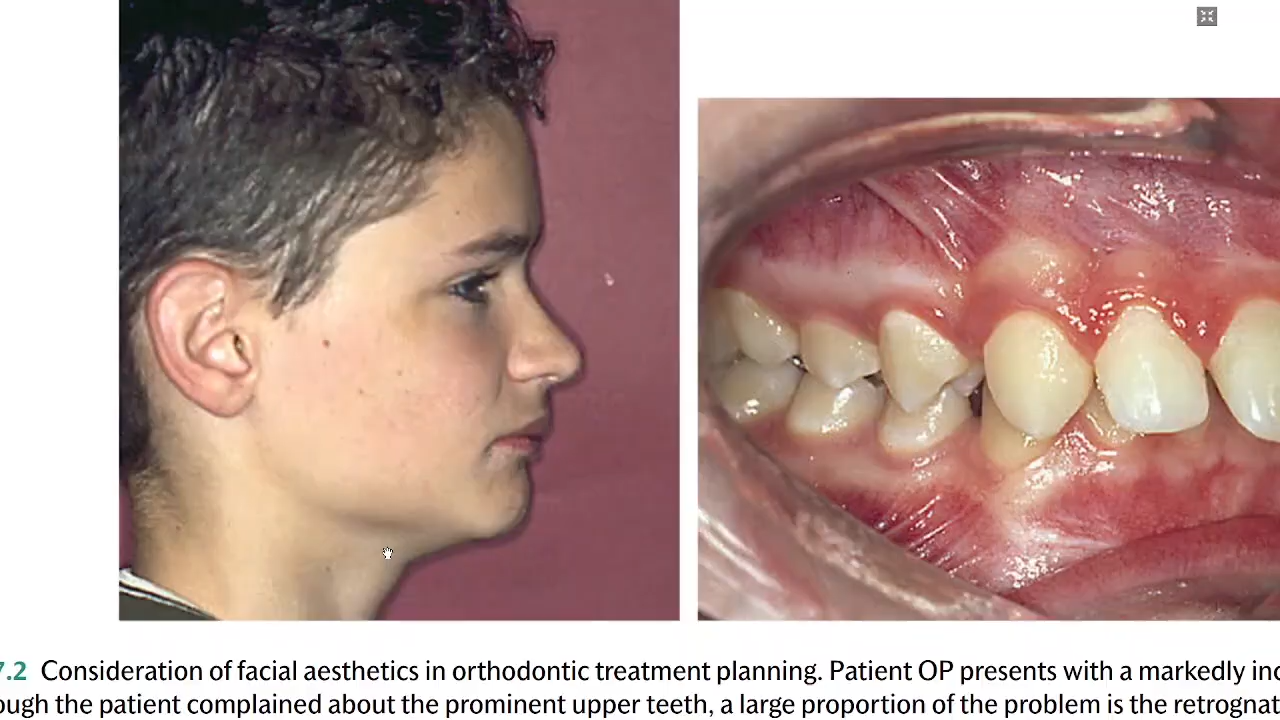 7.2 Consideration of facial aesthetics in orthodontic treatment planning. Patient OP presents with a markedly inc
ough the patient complained about the prominent upper teeth, a large proportion of the problem is the retrognat